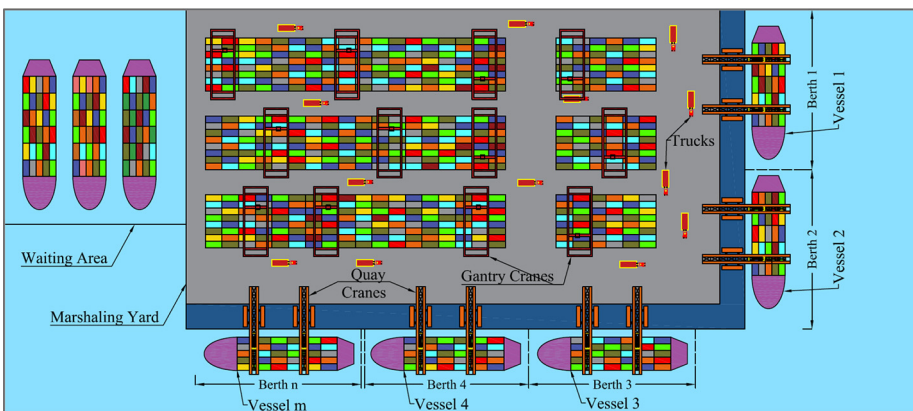 Berth 1
Vessel 1
Trucks
Berth 2
Vessel 2
Waiting Area
Marshaling Yard
Quay
Cranes
Gantry Cranes
Berth n
Vessel m
Berth 4
Vessel 4
Berth 3
Vessel 3